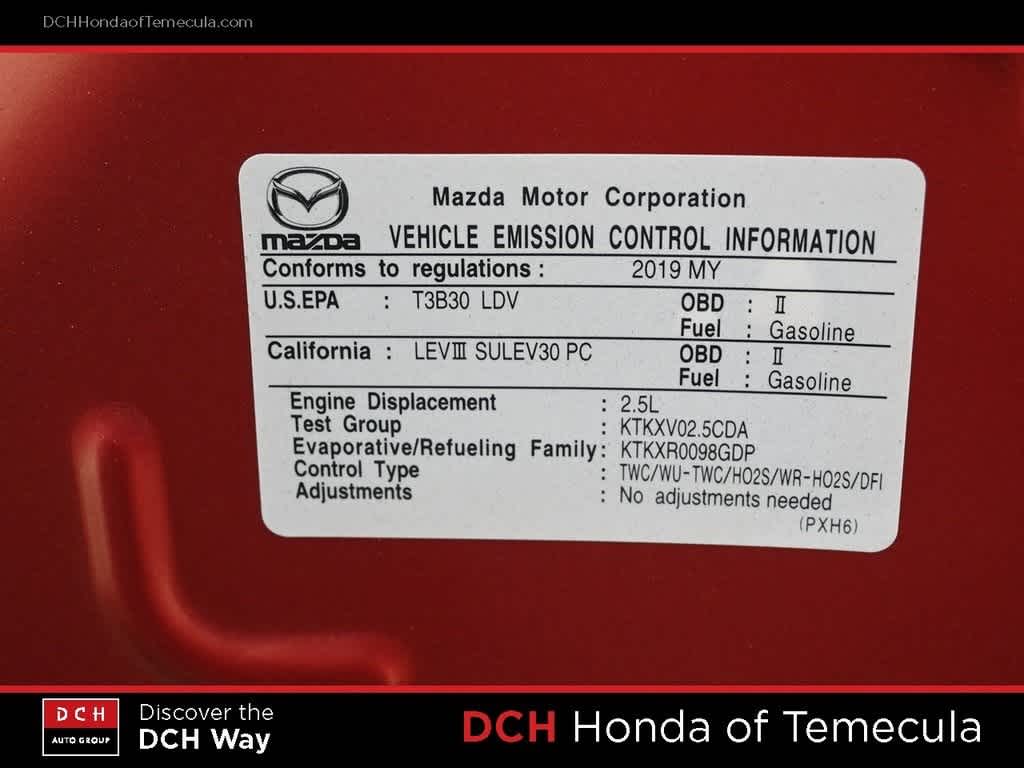 DCHHondaofTemecula.com
Mazda Motor Corporation
mazda VEHICLE EMISSION CONTROL INFORMATION
Conforms to regulations : 2019 MY
U.S.EPA : T3B30 LDV OBD : II
Fuel : Gasoline
California : LEVIII SULEV30 PC OBD : II
Fuel : Gasoline
Engine Displacement : 2.5L
Test Group : KTKXV02.5CDA
Evaporative/Refueling Family : KTKXR0098GDP
Control Type : TWC/WU-TWC/HO2S/WR-HO2S/DFI
Adjustments : No adjustments needed
(PXH6)
DCH
AUTO GROUP
Discover the
DCH Way
DCH Honda of Temecula